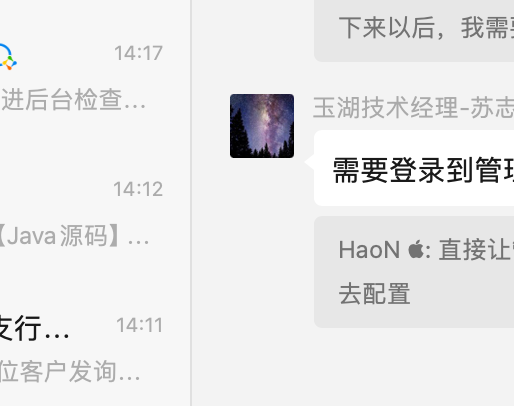 14:17
进后台检查...
14:12
【Java源码】...
支行...
14:11
位客户发询...
下来以后，我需
玉湖技术经理-苏志
需要登录到管理
HaoN : 直接让
去配置